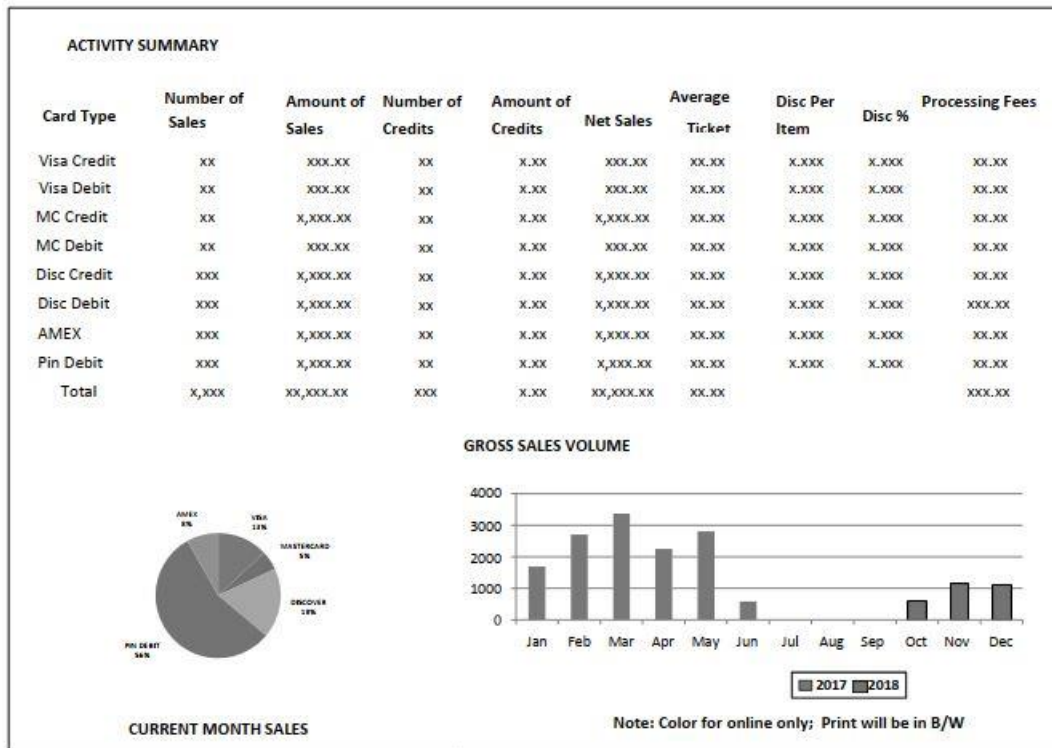 ACTIVITY SUMMARY
Card Type Number of Sales Amount of Sales Number of Credits Amount of Credits Net Sales Average Ticket Disc Per Item Disc % Processing Fees
Visa Credit xx xxx.xx xx x.xx xxx.xx xx.xx x.xxx x.xxx xx.xx
Visa Debit xx xxx.xx xx x.xx xxx.xx xx.xx x.xxx x.xxx xx.xx
MC Credit xx x,xxx.xx xx x.xx x,xxx.xx xx.xx x.xxx x.xxx xx.xx
MC Debit xx xxx.xx xx x.xx xxx.xx xx.xx x.xxx x.xxx xx.xx
Disc Credit xxx x,xxx.xx xx x.xx x,xxx.xx xx.xx x.xxx x.xxx xx.xx
Disc Debit xxx x,xxx.xx xx x.xx x,xxx.xx xx.xx x.xxx x.xxx xxx.xx
AMEX xxx x,xxx.xx xx x.xx x,xxx.xx xx.xx x.xxx x.xxx xx.xx
Pin Debit xxx x,xxx.xx xx x.xx x,xxx.xx xx.xx x.xxx x.xxx xx.xx
Total x,xxx xx,xxx.xx xxx x.xx xx,xxx.xx xx.xx xxx.xx
GROSS SALES VOLUME
AMEX
8%
VISA
13%
MASTERCARD
5%
DISCOVER
PIN DEBIT
56%
CURRENT MONTH SALES
4000
3000
2000
1000
0
Jan Feb Mar Apr May Jun Jul Aug Sep Oct Nov Dec
2017 2018
Note: Color for online only; Print will be in B/W